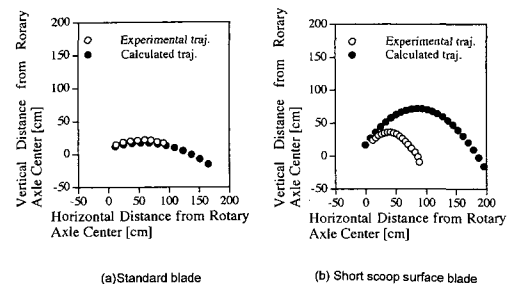 (a)
200
150
100
50
0
-50
Vertical Distance from Rorary
Axle Center [cm]
Experimental traj.
Calculated traj.
-50 0 50 100 150 200
Horizontal Distance from Rotary
Axle Center [cm]
(a)Standard blade
(b)
200
150
100
50
0
-50
Vertical Distance from Rorary
Axle Center [cm]
Experimental traj.
Calculated traj.
-50 0 50 100 150 200
Horizontal Distance from Rotary
Axle Center [cm]
(b) Short scoop surface blade